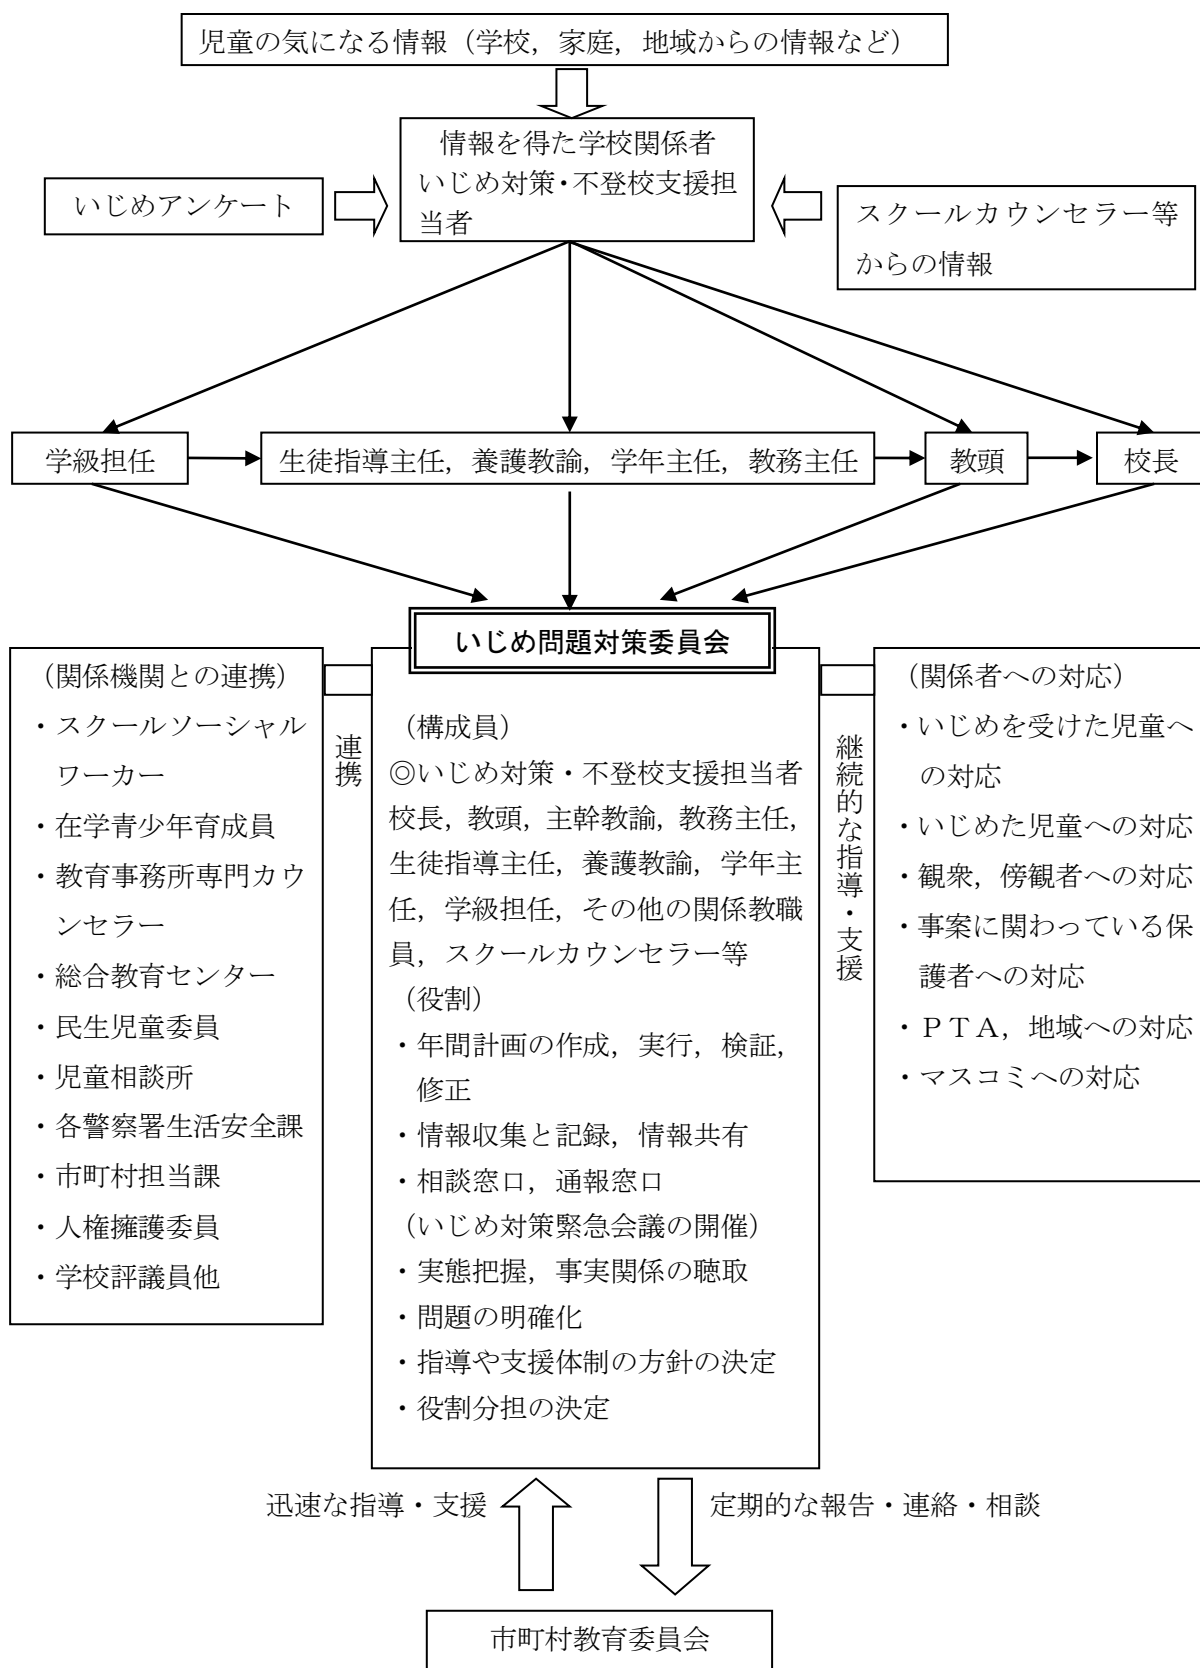 児童の気になる情報（学校，家庭，地域からの情報など）
情報を得た学校関係者
いじめ対策・不登校支援担
当者
いじめアンケート
スクールカウンセラー等
からの情報
学級担任
生徒指導主任，養護教諭，学年主任，教務主任
教頭
校長
いじめ問題対策委員会
（関係機関との連携）
・スクールソーシャル
ワーカー
・在学青少年育成員
・教育事務所専門カウ
ンセラー
・総合教育センター
・民生児童委員
・児童相談所
・各警察署生活安全課
・市町村担当課
・人権擁護委員
・学校評議員他
連携
（構成員）
◎いじめ対策・不登校支援担当者
校長，教頭，主幹教諭，教務主任，
生徒指導主任，養護教諭，学年主
任，学級担任，その他の関係教職
員，スクールカウンセラー等
（役割）
・年間計画の作成，実行，検証，
修正
・情報収集と記録，情報共有
・相談窓口，通報窓口
（いじめ対策緊急会議の開催）
・実態把握，事実関係の聴取
・問題の明確化
・指導や支援体制の方針の決定
・役割分担の決定
継続的な指導・支援
（関係者への対応）
・いじめを受けた児童へ
の対応
・いじめた児童への対応
・観衆，傍観者への対応
・事案に関わっている保
護者への対応
・ＰＴＡ，地域への対応
・マスコミへの対応
迅速な指導・支援
定期的な報告・連絡・相談
市町村教育委員会